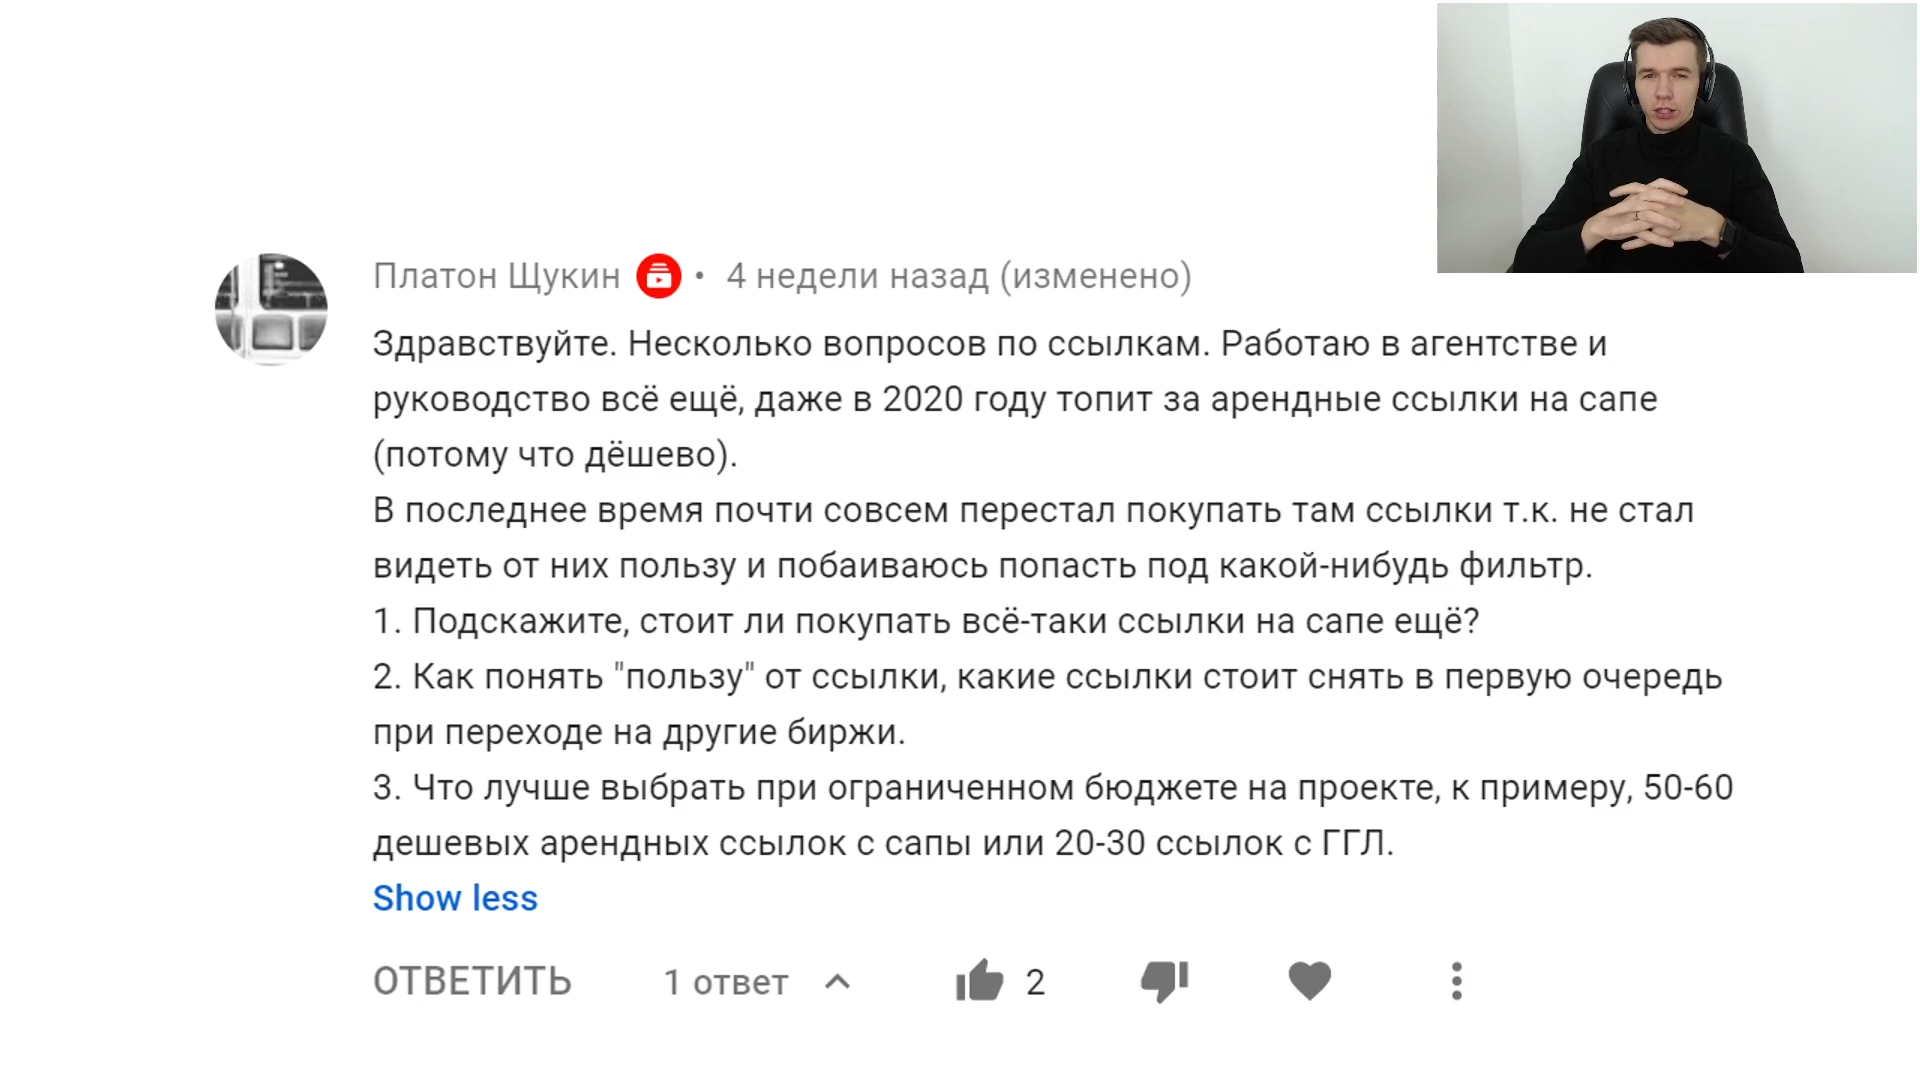 Платон Щукин • 4 недели назад (изменено)
Здравствуйте. Несколько вопросов по ссылкам. Работаю в агентстве и
руководство всё ещё, даже в 2020 году топит за арендные ссылки на сапе
(потому что дёшево).
В последнее время почти совсем перестал покупать там ссылки т.к. не стал
видеть от них пользу и побаиваюсь попасть под какой-нибудь фильтр.
1. Подскажите, стоит ли покупать всё-таки ссылки на сапе ещё?
2. Как понять "пользу" от ссылки, какие ссылки стоит снять в первую очередь
при переходе на другие биржи.
3. Что лучше выбрать при ограниченном бюджете на проекте, к примеру, 50-60
дешевых арендных ссылок с сапы или 20-30 ссылок с ГГЛ.
Show less
ОТВЕТИТЬ 1 ответ 2